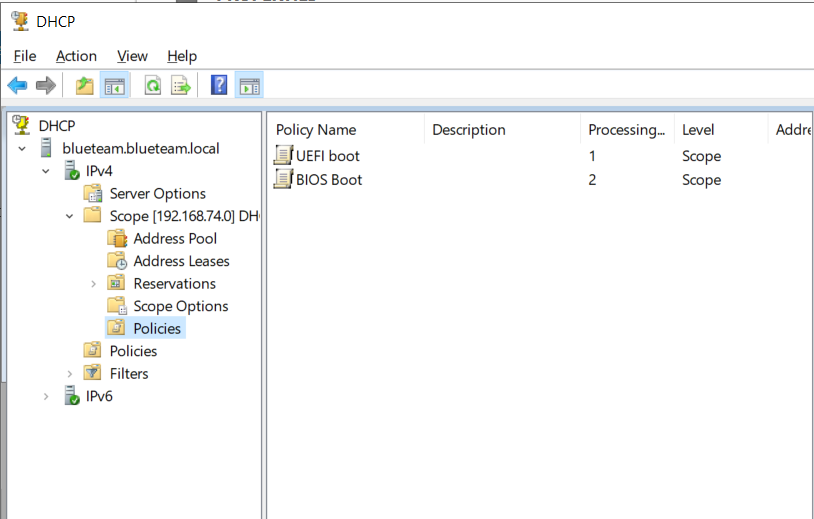 DHCP
File Action View Help
DHCP
blueteam.blueteam.local
IPv4
Server Options
Scope [192.168.74.0] DH
Address Pool
Address Leases
Reservations
Scope Options
Policies
Policies
Filters
IPv6
Policy Name Description Processing... Level Addre
UEFI boot 1 Scope
BIOS Boot 2 Scope